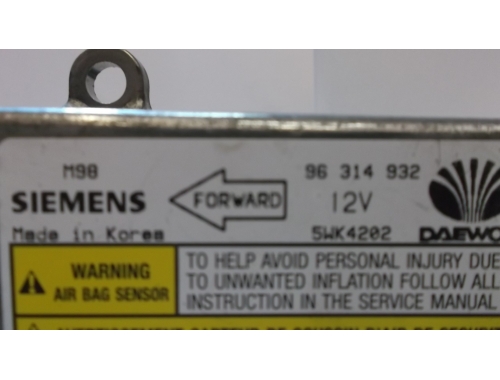 M98 96 314 932
SIEMENS FORWARD 12V
Made in Korea 5WK4202 DAEWO
WARNING TO HELP AVOID PERSONAL INJURY DUE
AIR BAG SENSOR TO UNWANTED INFLATION FOLLOW ALL
INSTRUCTION IN THE SERVICE MANUAL